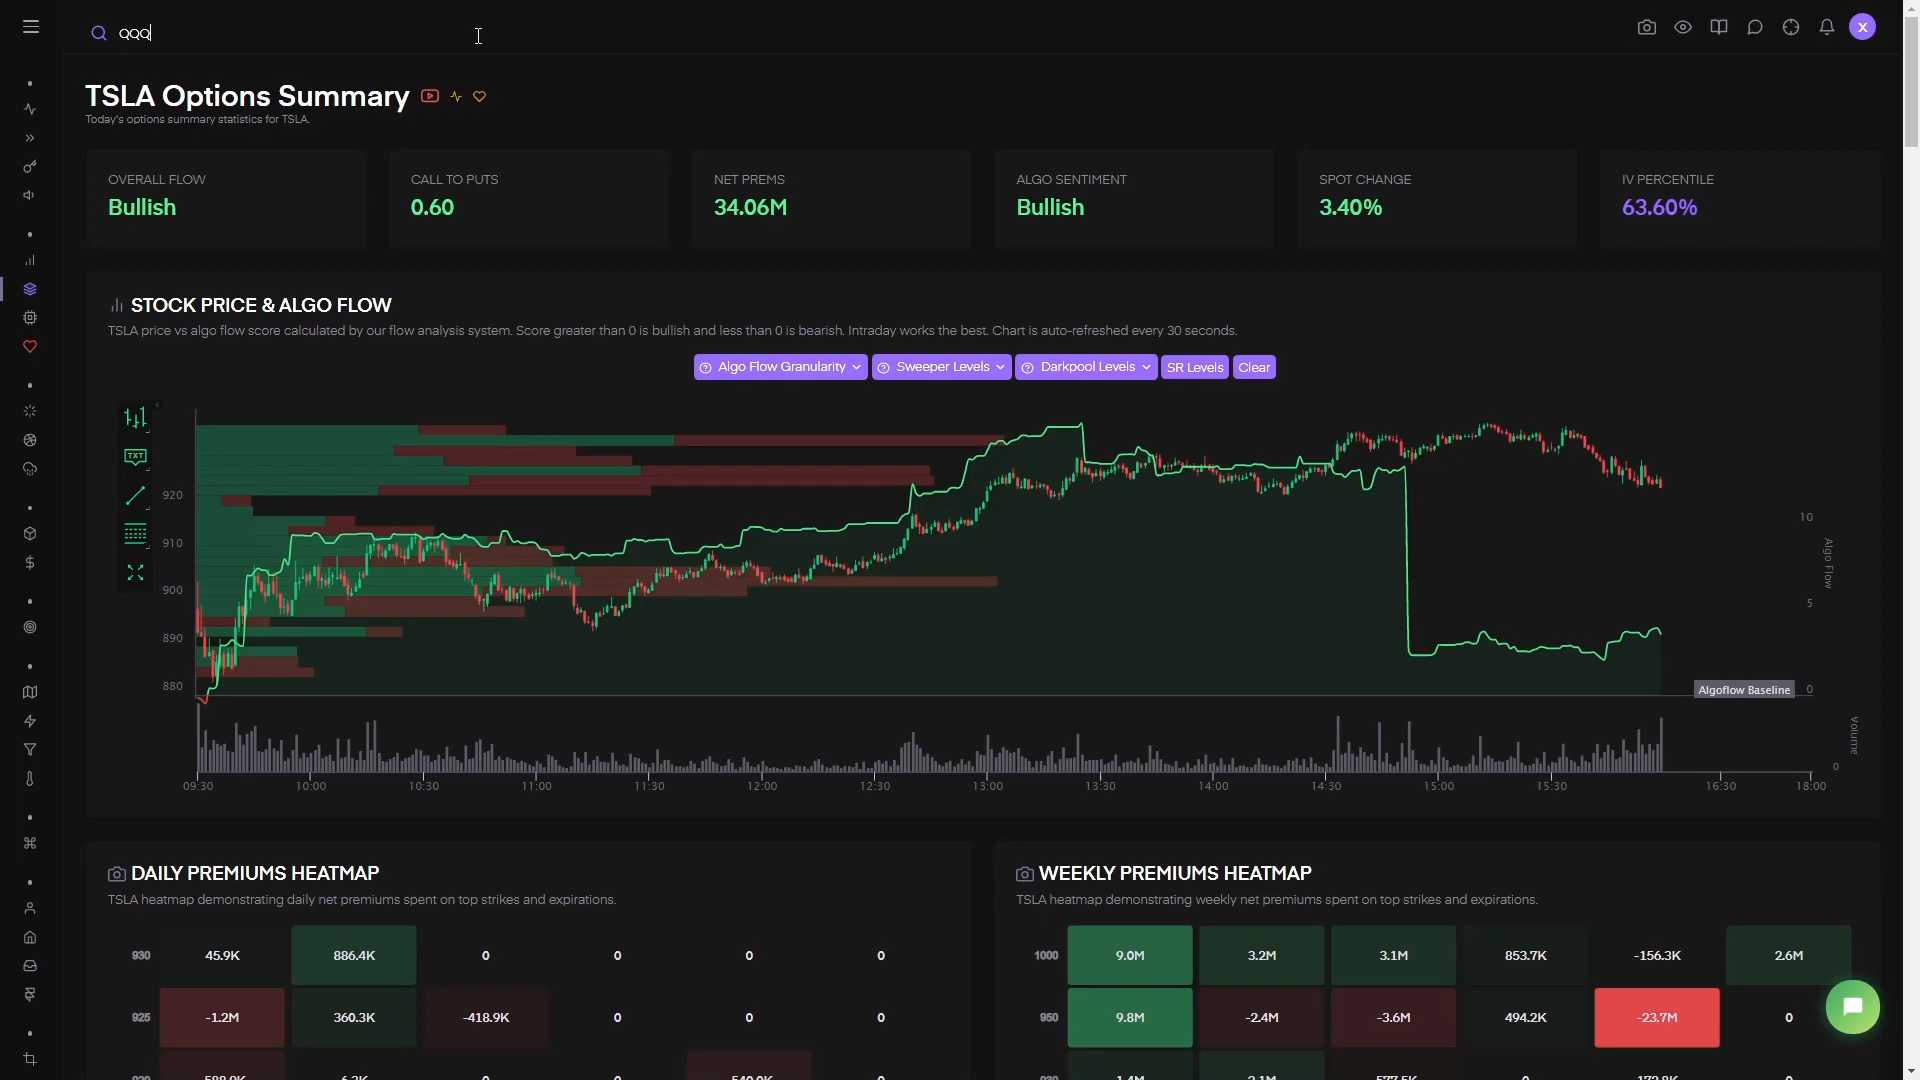 QQQ
X
TSLA Options Summary
Today's options summary statistics for TSLA.
OVERALL FLOW
Bullish
CALL TO PUTS
0.60
NET PREMS
34.06M
ALGO SENTIMENT
Bullish
SPOT CHANGE
3.40%
IV PERCENTILE
63.60%
STOCK PRICE & ALGO FLOW
TSLA price vs algo flow score calculated by our flow analysis system. Score greater than 0 is bullish and less than 0 is bearish. Intraday works the best. Chart is auto-refreshed every 30 seconds.
Algo Flow Granularity
Sweeper Levels
Darkpool Levels
SR Levels
Clear
TXT
920
910
900
890
880
10
5
0
Algo Flow
Algoflow Baseline
Volume
0
09:30 10:00 10:30 11:00 11:30 12:00 12:30 13:00 13:30 14:00 14:30 15:00 15:30 16:30 18:00
DAILY PREMIUMS HEATMAP
TSLA heatmap demonstrating daily net premiums spent on top strikes and expirations.
930 45.9K 886.4K 0 0 0 0
925 -1.2M 360.3K -418.9K 0 0 0
WEEKLY PREMIUMS HEATMAP
TSLA heatmap demonstrating weekly net premiums spent on top strikes and expirations.
1000 9.0M 3.2M 3.1M 853.7K -156.3K 2.6M
950 9.8M -2.4M -3.6M 494.2K -23.7M 0